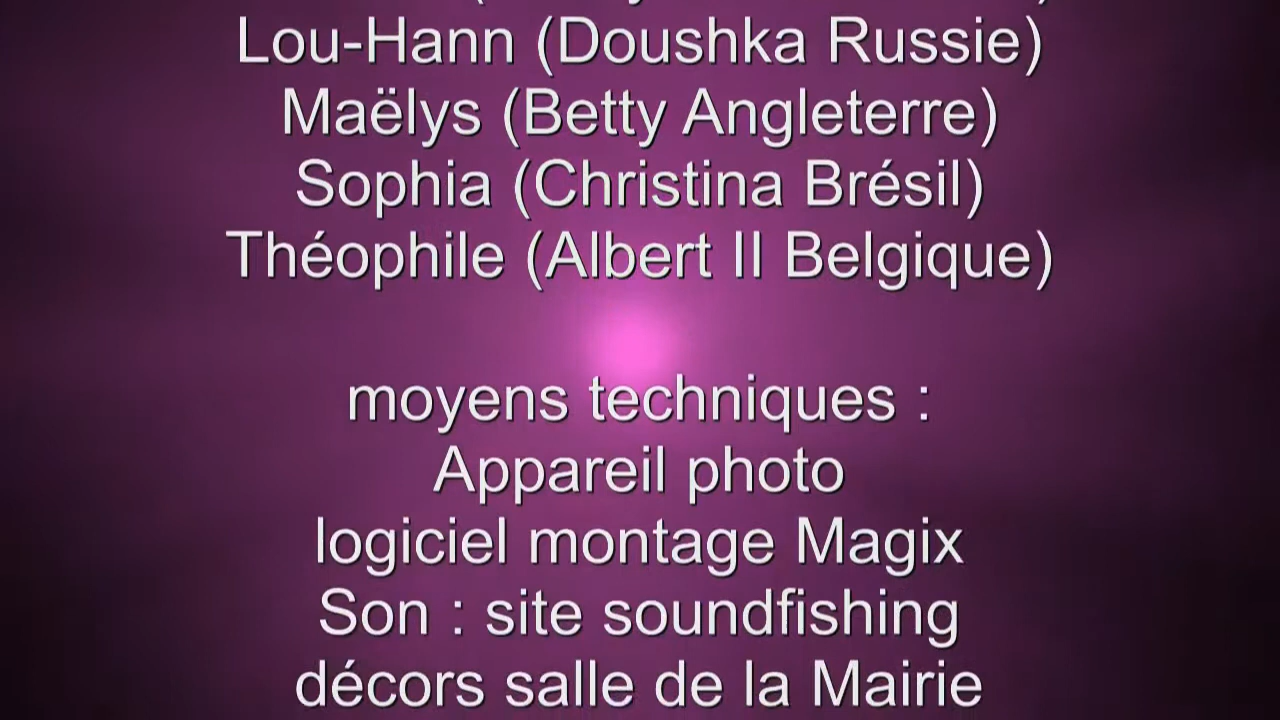 Lou-Hann (Doushka Russie)
Maëlys (Betty Angleterre)
Sophia (Christina Brésil)
Théophile (Albert II Belgique)
moyens techniques :
Appareil photo
logiciel montage Magix
Son : site soundfishing
décors salle de la Mairie